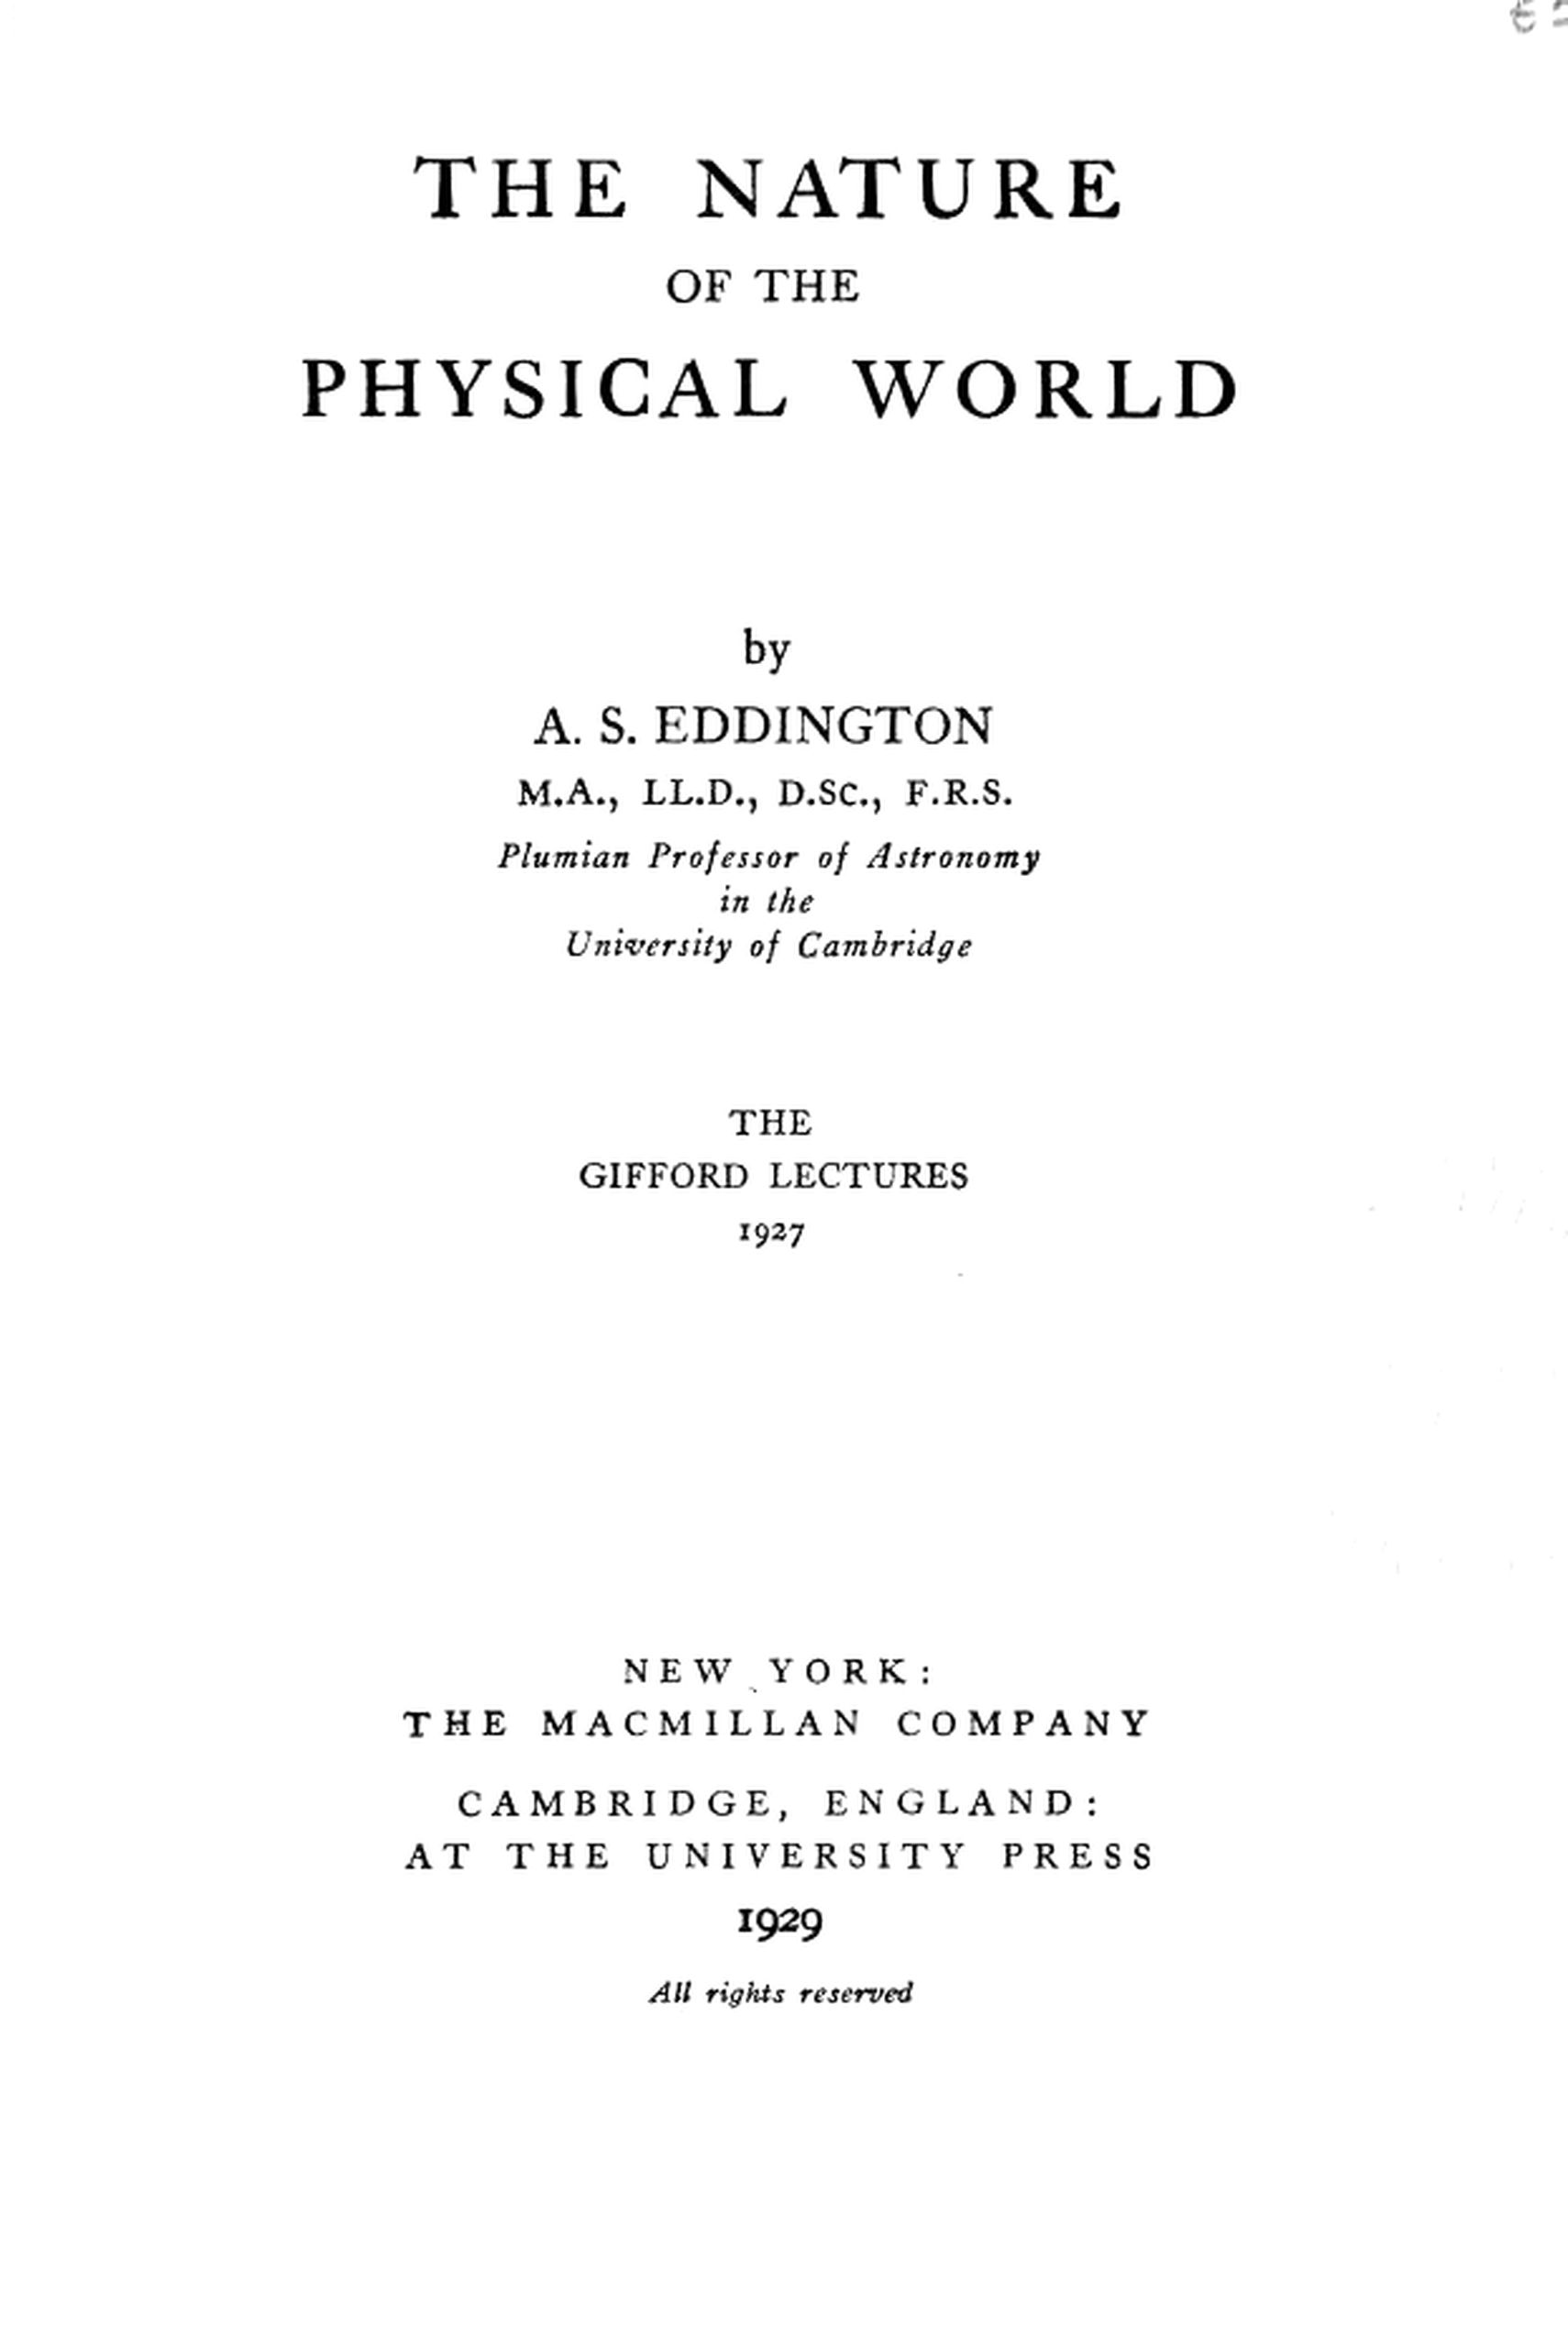 THE NATURE
OF THE
PHYSICAL WORLD
by
A. S. EDDINGTON
M.A., LL.D., D.Sc., F.R.S.
Plumian Professor of Astronomy
in the
University of Cambridge
THE
GIFFORD LECTURES
1927
NEW YORK:
THE MACMILLAN COMPANY
CAMBRIDGE, ENGLAND:
AT THE UNIVERSITY PRESS
1929
All rights reserved